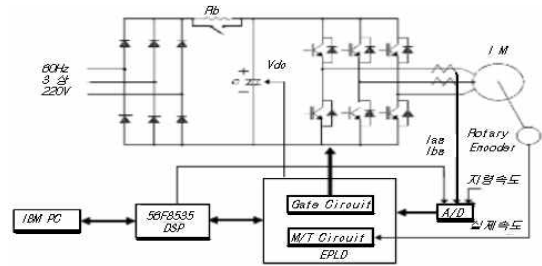 Rb
I M
60Hz
3 상
220V
Vdc
C
+
-
Ias
Ibs
Rotary
Encoder
지령속도
Gate Circuit
IBM PC
56F8535
DSP
A/D
실제속도
M/T Circuit
EPLD